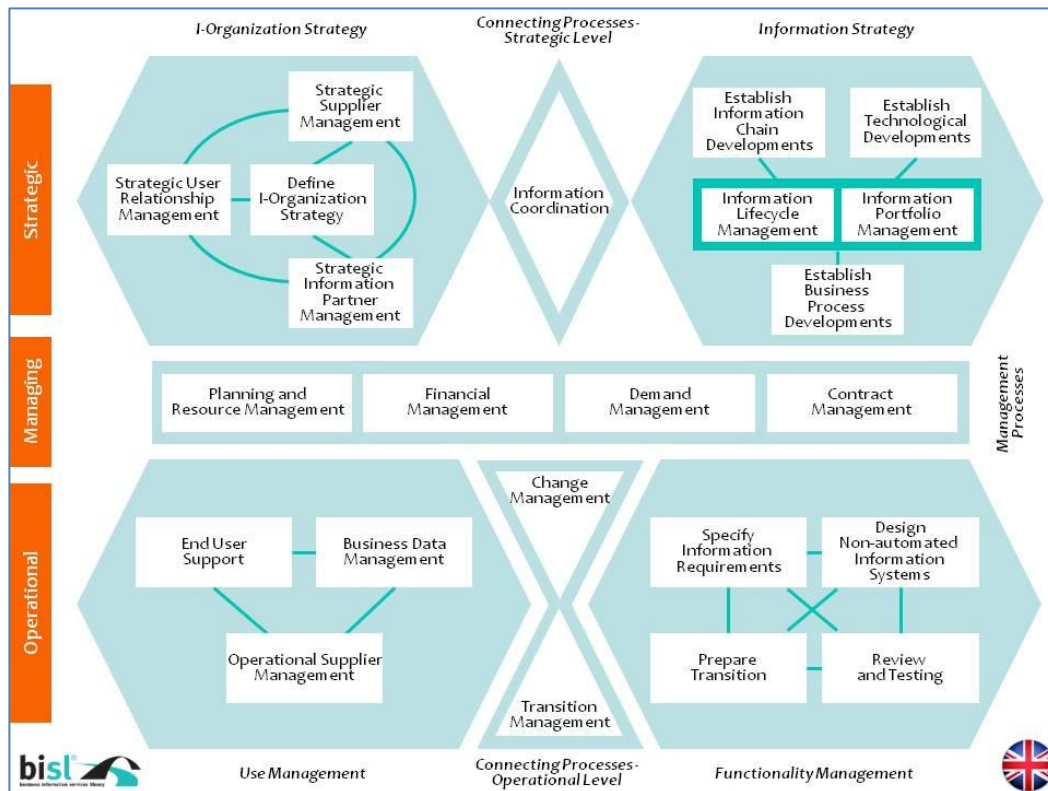 I-Organization Strategy
Connecting Processes-
Strategic Level
Information Strategy
Strategic
Strategic
Supplier
Management
Strategic User
Relationship
Management
Define
I-Organization
Strategy
Strategic
Information
Partner
Management
Information
Coordination
Establish
Information
Chain
Developments
Establish
Technological
Developments
Information
Lifecycle
Management
Information
Portfolio
Management
Establish
Business
Process
Developments
Managing
Planning and
Resource Management
Financial
Management
Demand
Management
Contract
Management
Management
Processes
Operational
End User
Support
Business Data
Management
Operational Supplier
Management
Change
Management
Transition
Management
Specify
Information
Requirements
Design
Non-automated
Information
Systems
Prepare
Transition
Review
and Testing
bisl®
business information services library
Use Management
Connecting Processes-
Operational Level
Functionality Management